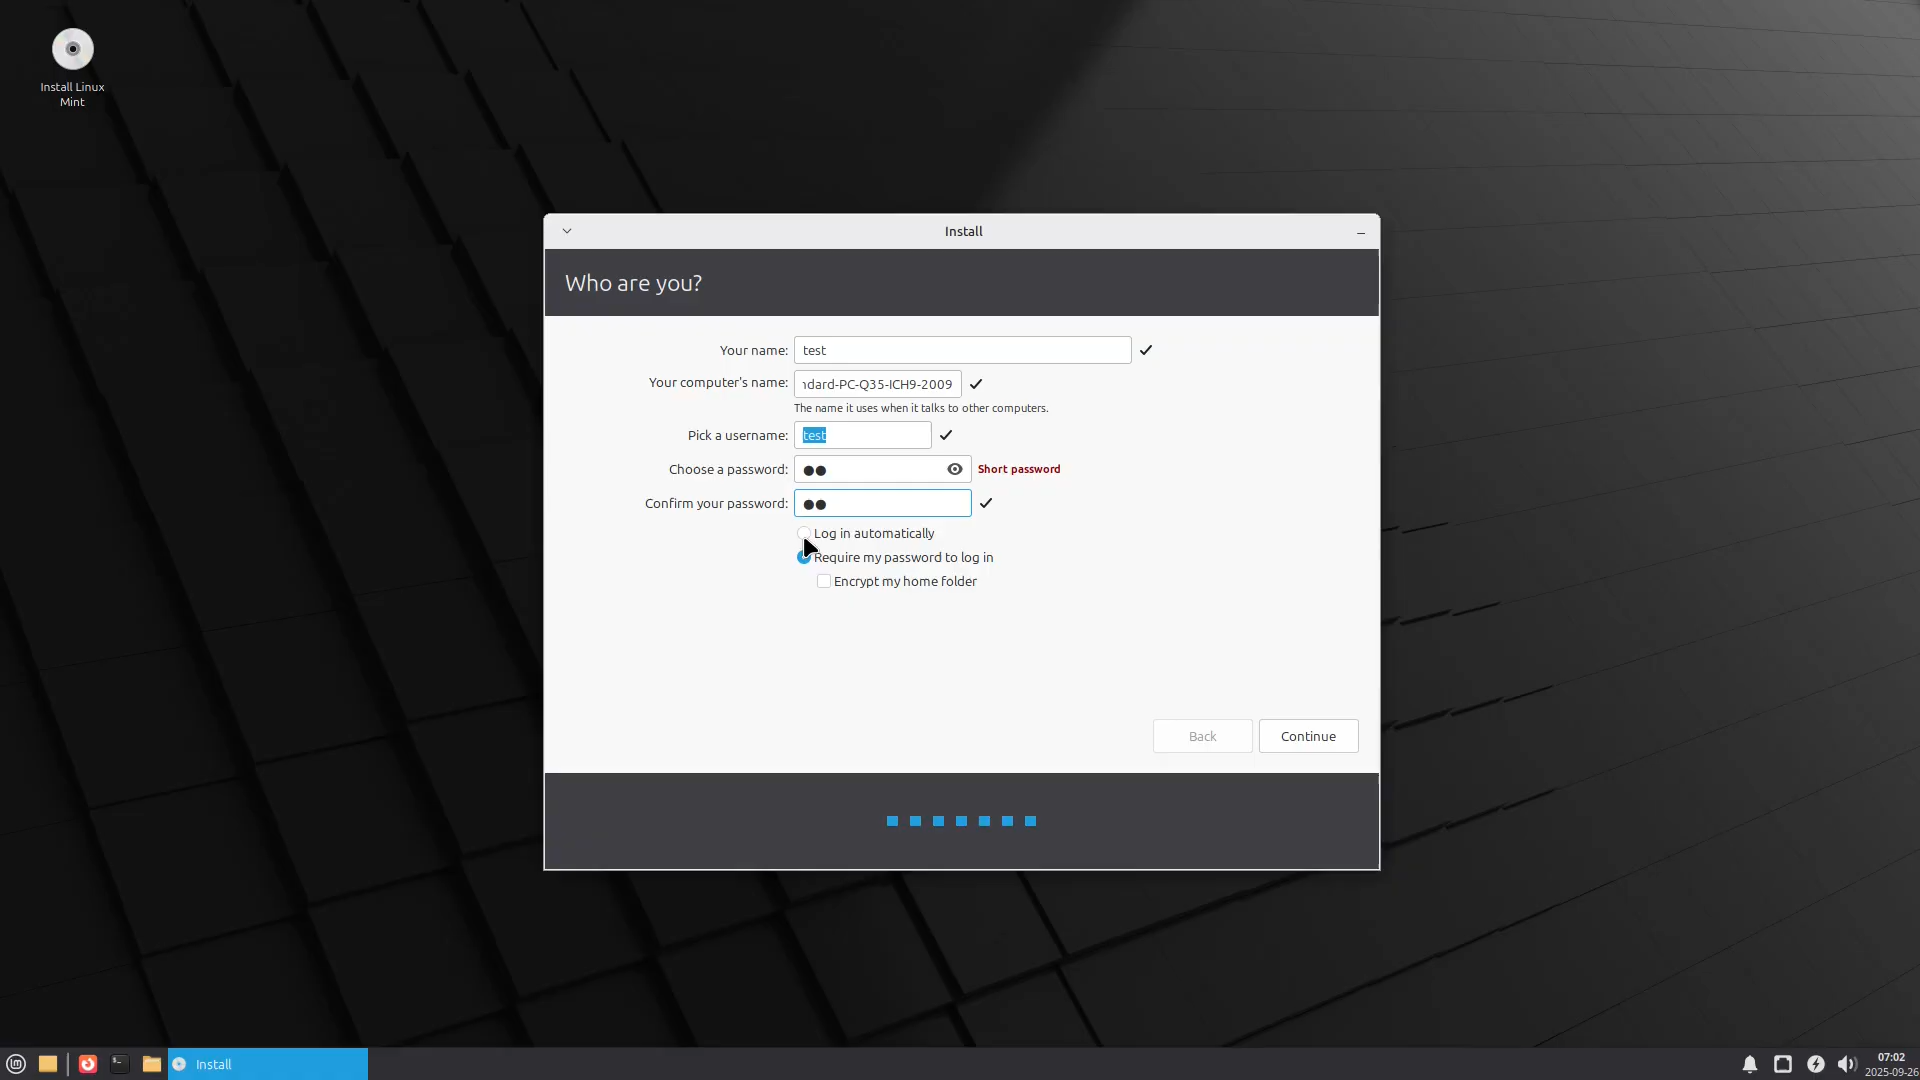 Install Linux
Mint
Install
Who are you?
Your name: test
Your computer's name: ndard-PC-Q35-ICH9-2009
The name it uses when it talks to other computers.
Pick a username: test
Choose a password: ●● Short password
Confirm your password: ●●
Log in automatically
Require my password to log in
Encrypt my home folder
Back Continue
Install
07:02
2025-09-26